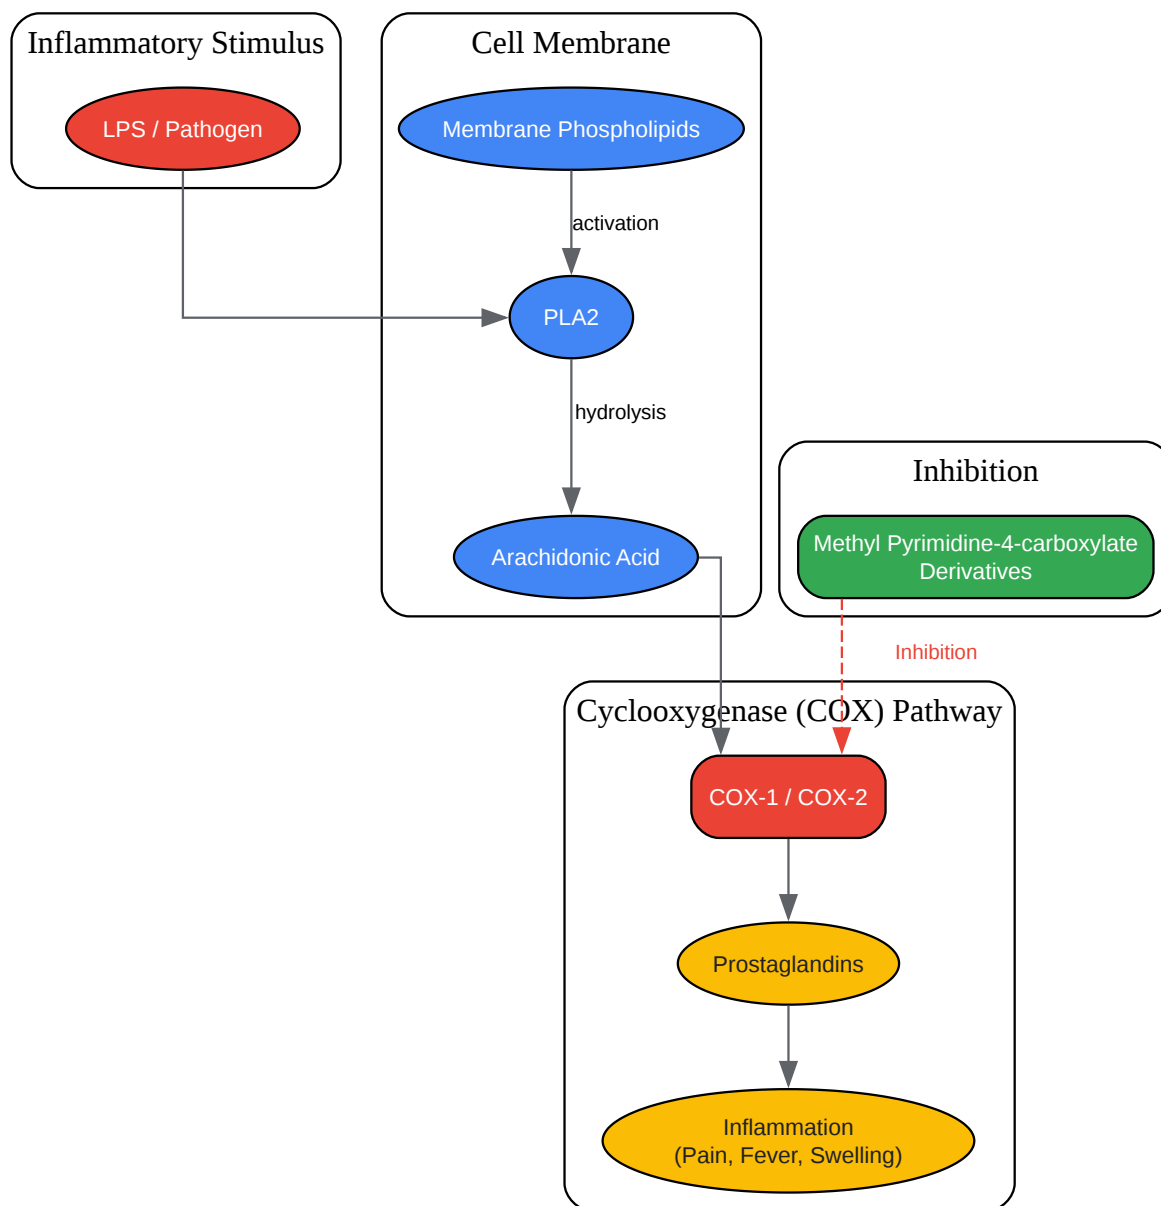 Inflammatory Stimulus
LPS / Pathogen
Cell Membrane
Membrane Phospholipids
activation
PLA2
hydrolysis
Arachidonic Acid
Inhibition
Methyl Pyrimidine-4-carboxylate
Derivatives
Inhibition
Cyclooxygenase (COX) Pathway
COX-1 / COX-2
Prostaglandins
Inflammation
(Pain, Fever, Swelling)